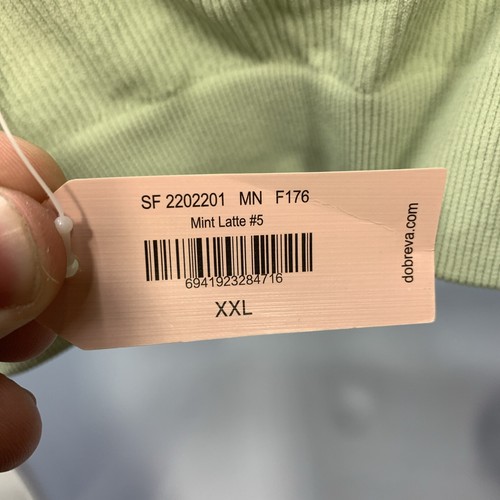 SF 2202201 MN F176
Mint Latte #5
6941923284716
XXL
dobreva.com